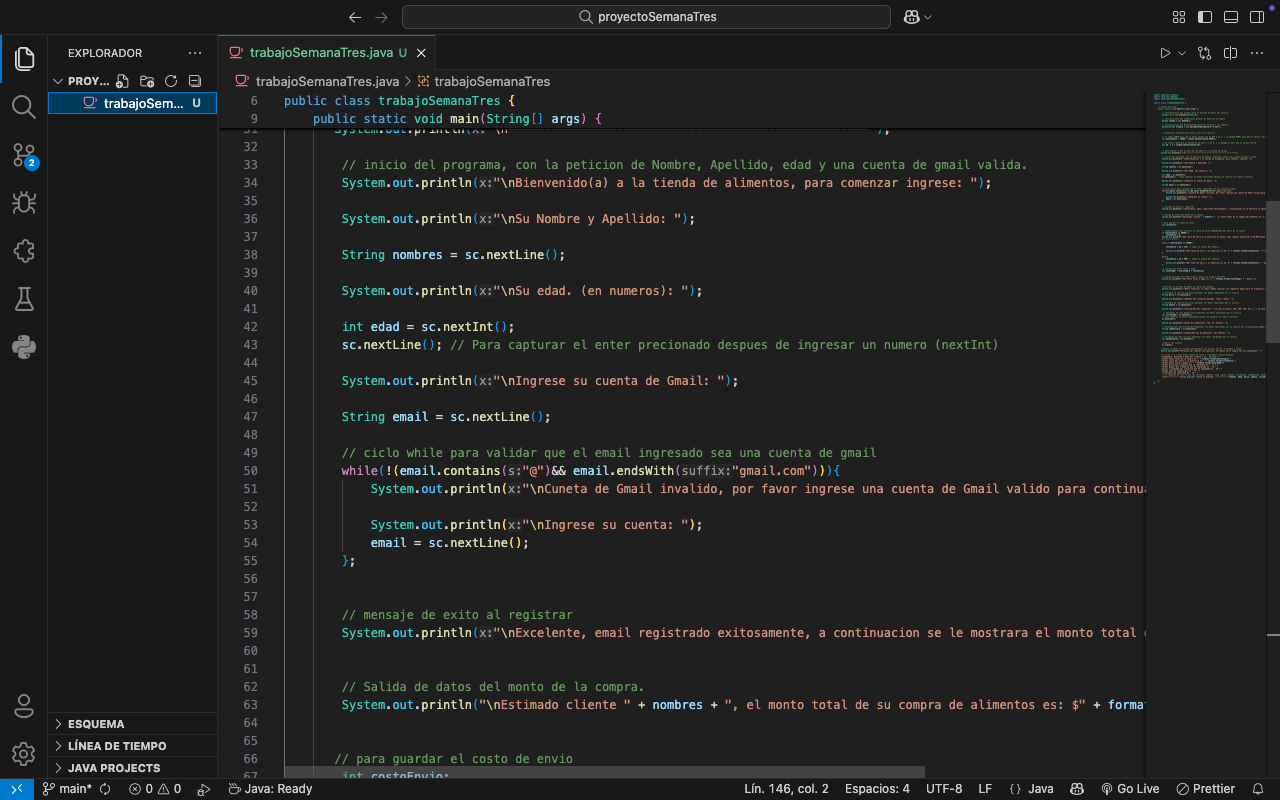 proyectoSemanaTres
EXPLORADOR
PROY...
trabajoSem... U
trabajoSemanaTres.java U
trabajoSemanaTres.java > trabajoSemanaTres
6 public class trabajoSemanaTres {
9 public static void main(String[] args) {
31 System.out.println(x:"\n ");
32
33 // inicio del programa, con la peticion de Nombre, Apellido, edad y una cuenta de gmail valida.
34 System.out.println(x:"\nBienvenido(a) a la tienda de alimentos, para comenzar ingrese: ");
35
36 System.out.println(x:"\nSu Nombre y Apellido: ");
37
38 String nombres = sc.nextLine();
39
40 System.out.println(x:"\nSu edad. (en numeros): ");
41
42 int edad = sc.nextInt();
43 sc.nextLine(); // Para capturar el enter precionado despues de ingresar un numero (nextInt)
44
45 System.out.println(x:"\nIngrese su cuenta de Gmail: ");
46
47 String email = sc.nextLine();
48
49 // ciclo while para validar que el email ingresado sea una cuenta de gmail
50 while(!(email.contains(s:"@")&& email.endsWith(suffix:"gmail.com"))){
51 System.out.println(x:"\nCuneta de Gmail invalido, por favor ingrese una cuenta de Gmail valido para continua
52
53 System.out.println(x:"\nIngrese su cuenta: ");
54 email = sc.nextLine();
55 };
56
57
58 // mensaje de exito al registrar
59 System.out.println(x:"\nExcelente, email registrado exitosamente, a continuacion se le mostrara el monto total
60
61
62 // Salida de datos del monto de la compra.
63 System.out.println("\nEstimado cliente " + nombres + ", el monto total de su compra de alimentos es: $" + forma
64
65
66 // para guardar el costo de envio
67 int costoEnvio;
ESQUEMA
LÍNEA DE TIEMPO
JAVA PROJECTS
2
main*
0 0
Java: Ready
Lín. 146, col. 2
Espacios: 4
UTF-8
LF
{ } Java
Go Live
Prettier